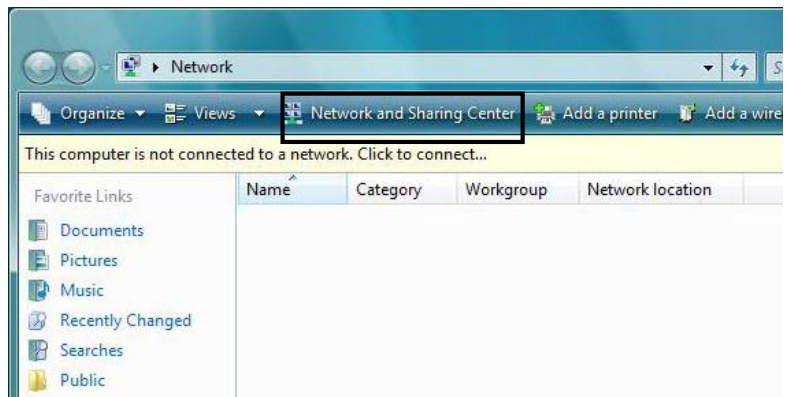 Network
Organize Views Network and Sharing Center Add a printer Add a wire
This computer is not connected to a network. Click to connect...
Favorite Links Name Category Workgroup Network location
Documents
Pictures
Music
Recently Changed
Searches
Public